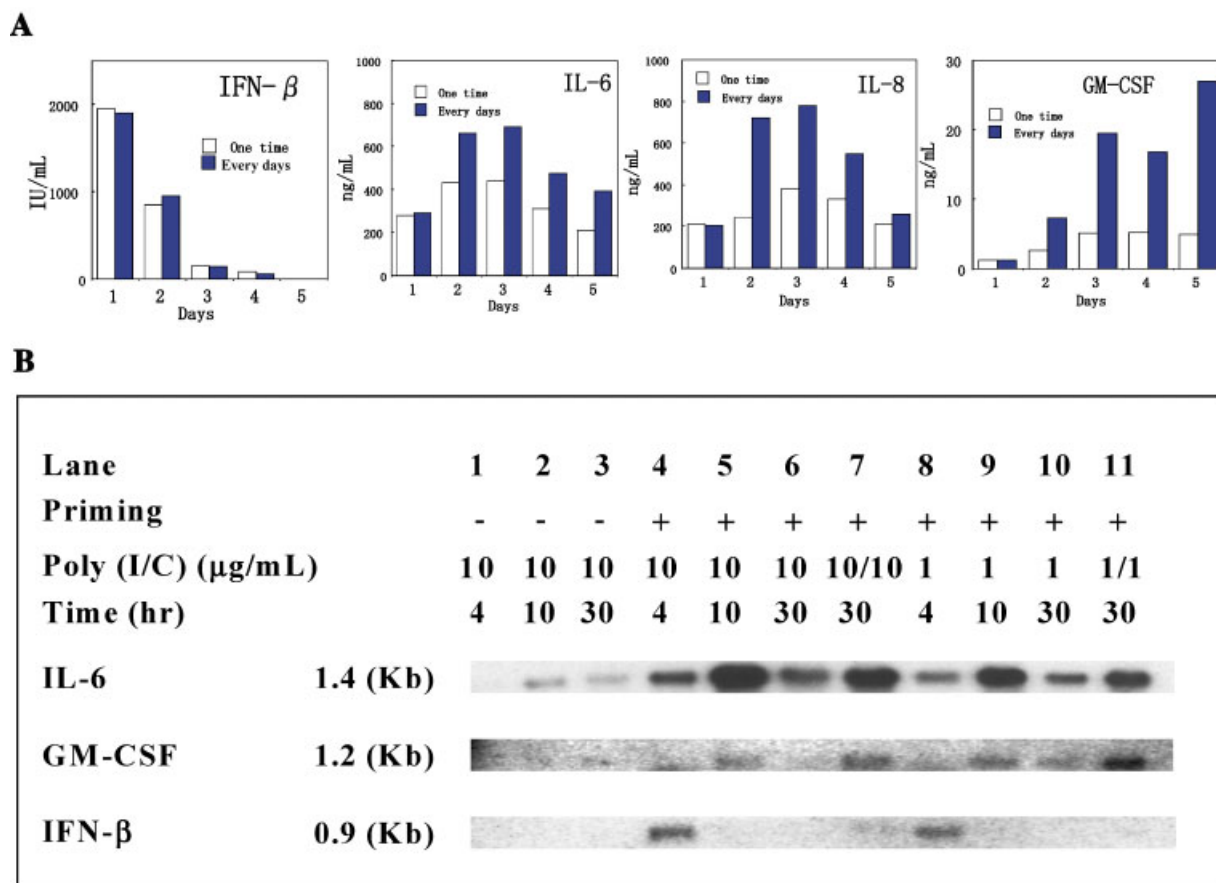 A
IFN-β
2000
1000
0
IU/mL
One time
Every days
1 2 3 4 5
Days
IL-6
1000
800
600
400
200
0
ng/mL
One time
Every days
1 2 3 4 5
Days
IL-8
1000
800
600
400
200
0
ng/mL
One time
Every days
1 2 3 4 5
Days
GM-CSF
30
20
10
0
ng/mL
One time
Every days
1 2 3 4 5
Days
B
Lane 1 2 3 4 5 6 7 8 9 10 11
Priming - - - + + + + + + + +
Poly (I/C) (μg/mL) 10 10 10 10 10 10 10/10 1 1 1 1/1
Time (hr) 4 10 30 4 10 30 30 4 10 30 30
IL-6 1.4 (Kb)
GM-CSF 1.2 (Kb)
IFN-β 0.9 (Kb)